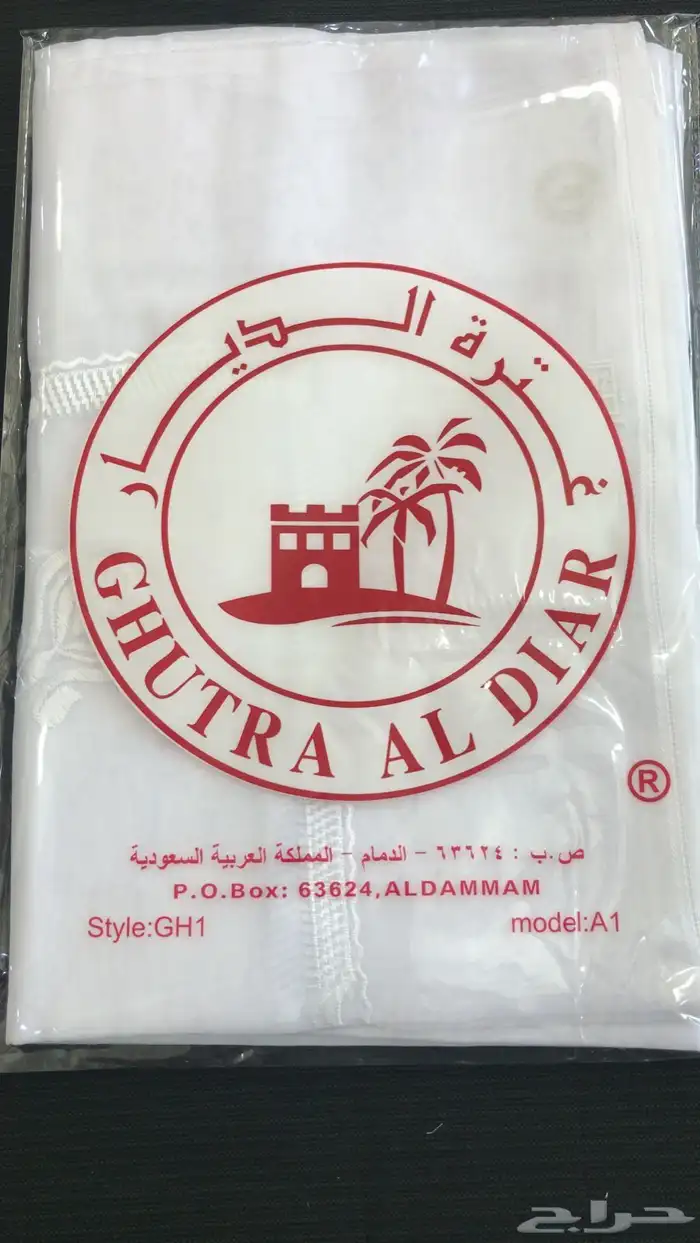 غترة الديار
GHUTRA AL DIAR
®
ص.ب : ٦٣٦٢٤ - الدمام - المملكة العربية السعودية
P.O.Box: 63624,ALDAMMAM
Style:GH1 model:A1
حراج